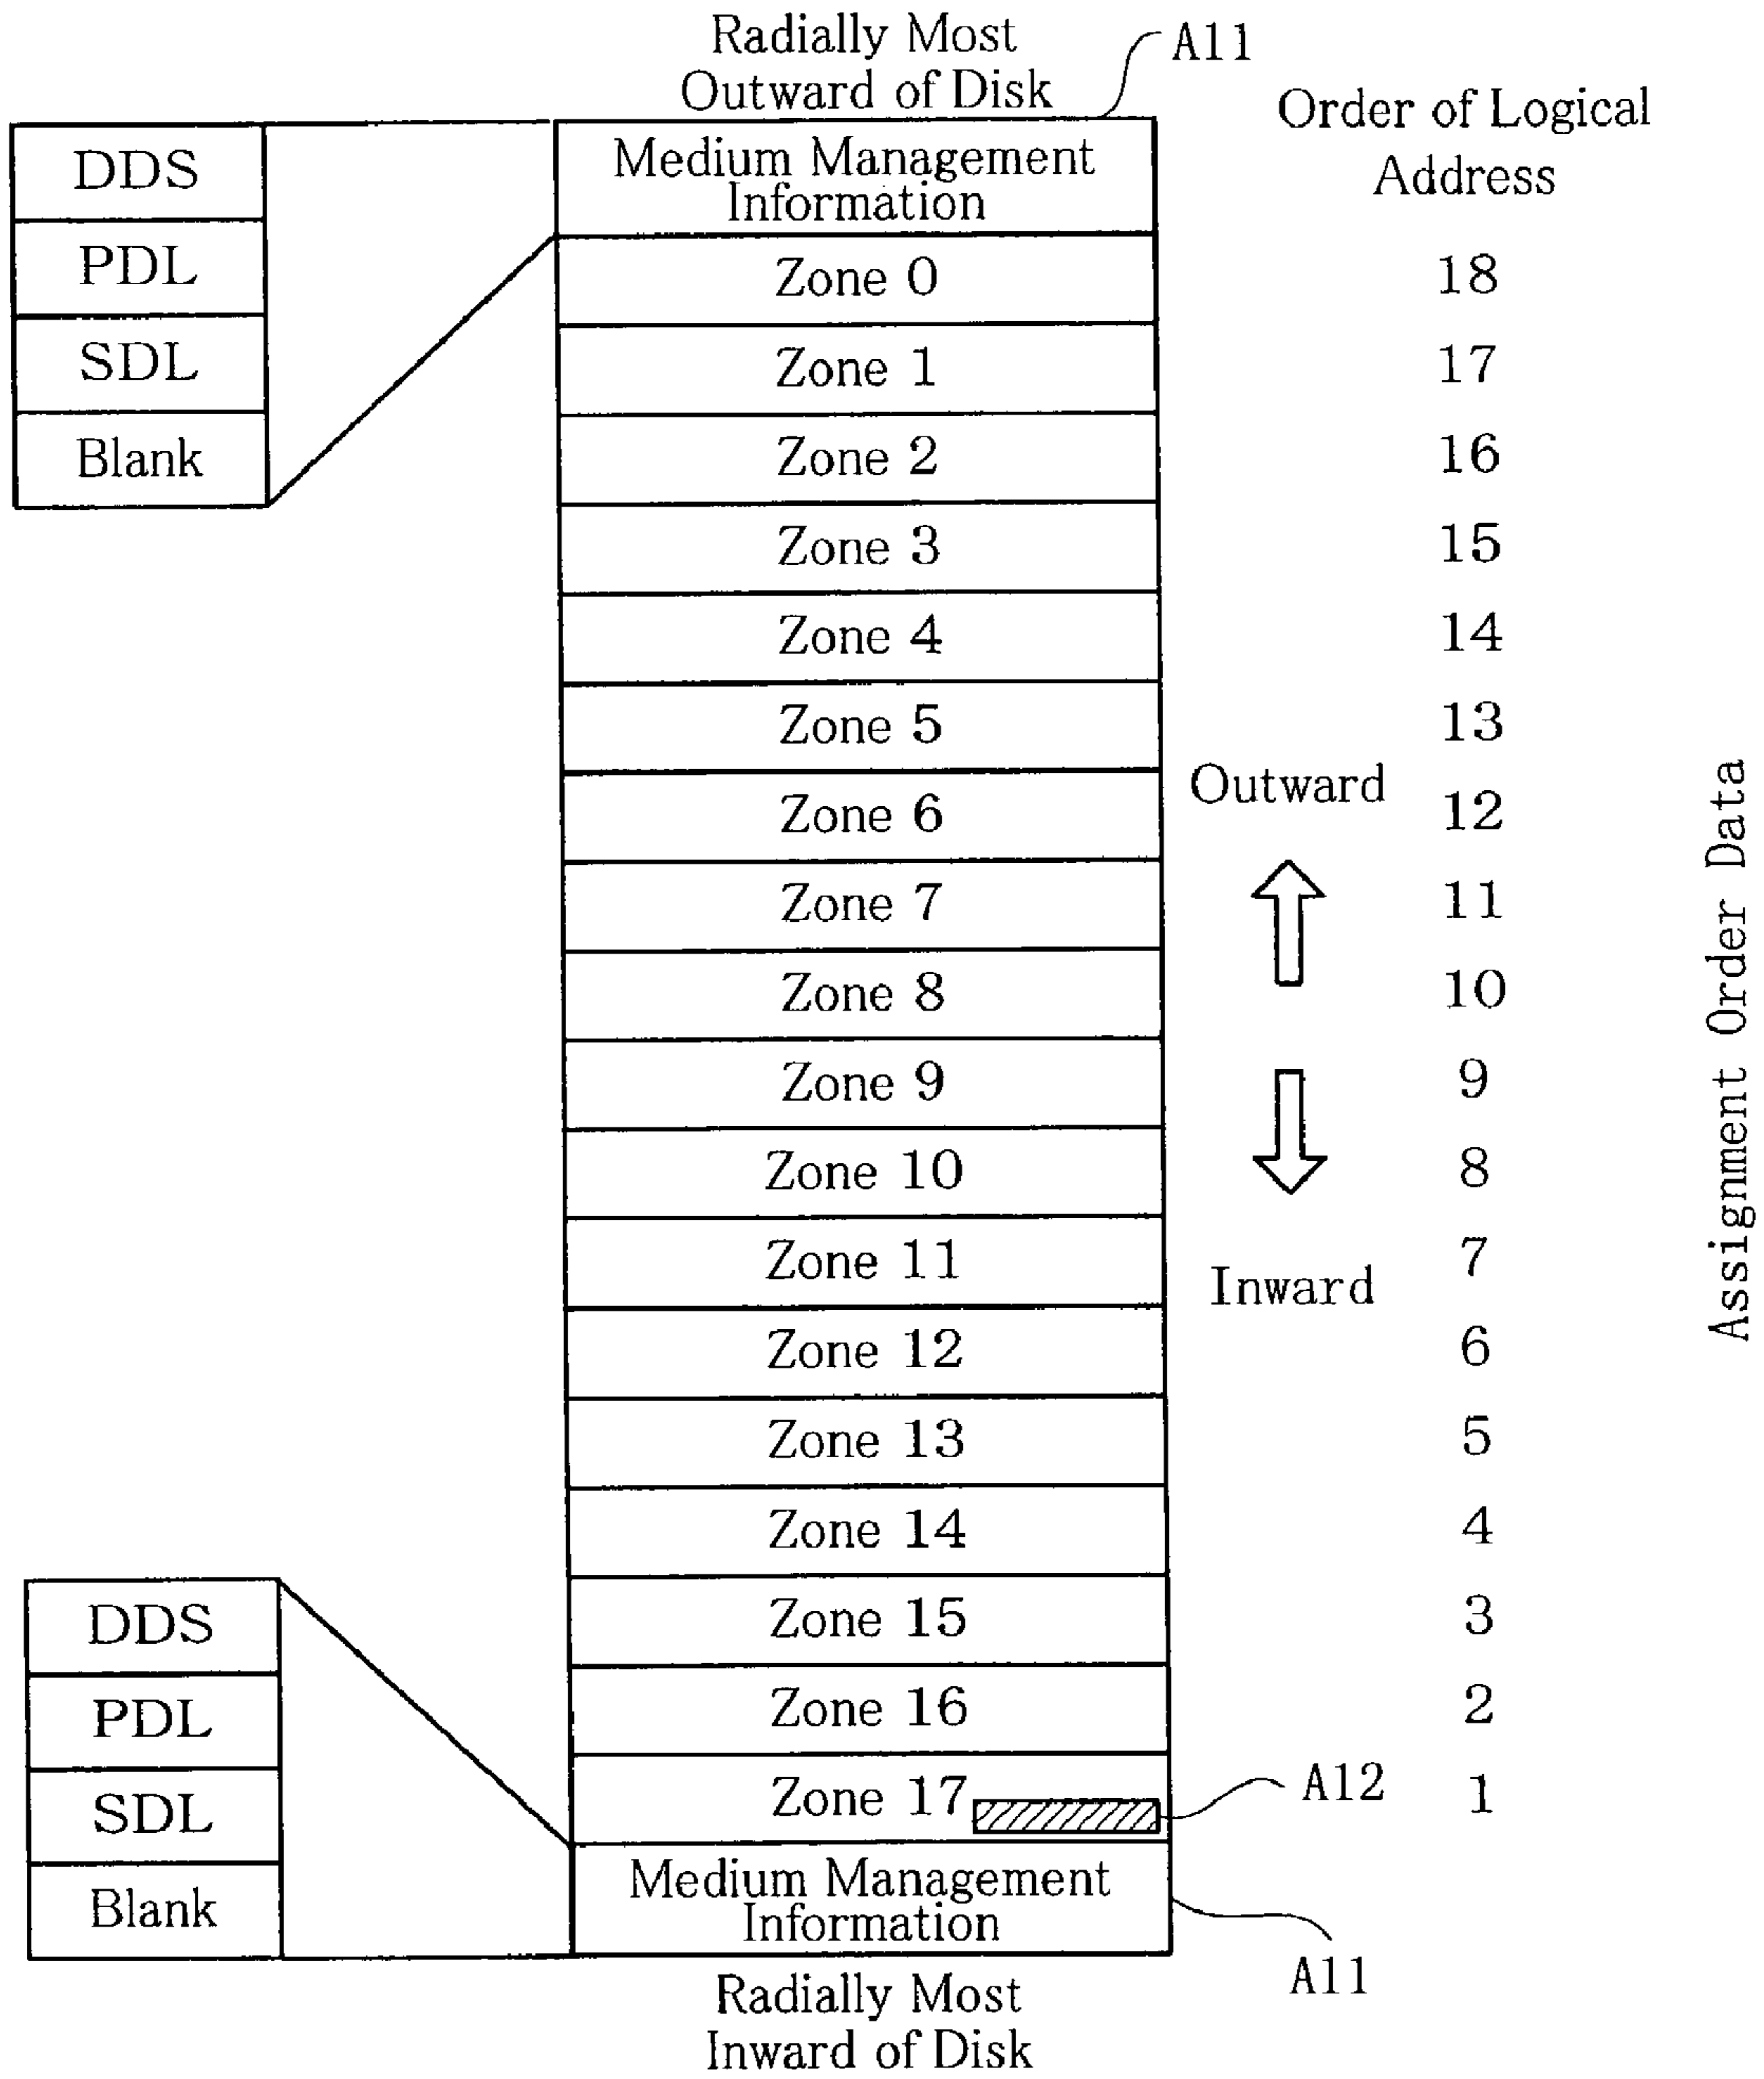 Radially Most
Outward of Disk
A11
Order of Logical
Address
DDS
PDL
SDL
Blank
Medium Management
Information
Zone 0 18
Zone 1 17
Zone 2 16
Zone 3 15
Zone 4 14
Zone 5 13
Outward
Zone 6 12
Zone 7 11
Zone 8 10
Zone 9 9
Zone 10 8
Zone 11 7
Inward
Zone 12 6
Zone 13 5
Zone 14 4
Zone 15 3
Zone 16 2
Zone 17 A12 1
Assignment Order Data
DDS
PDL
SDL
Blank
Medium Management
Information
A11
Radially Most
Inward of Disk